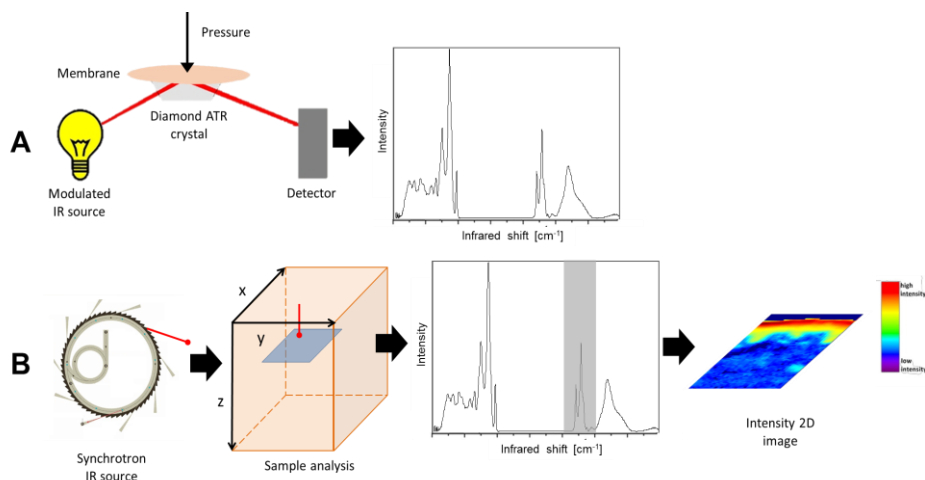 Pressure
Membrane
Diamond ATR
crystal
A
Modulated
IR source
Detector
Intensity
Infrared shift [cm⁻¹]
B
Synchrotron
IR source
x
y
z
Sample analysis
Intensity
Infrared shift [cm⁻¹]
Intensity 2D
image
high
intensity
low
intensity